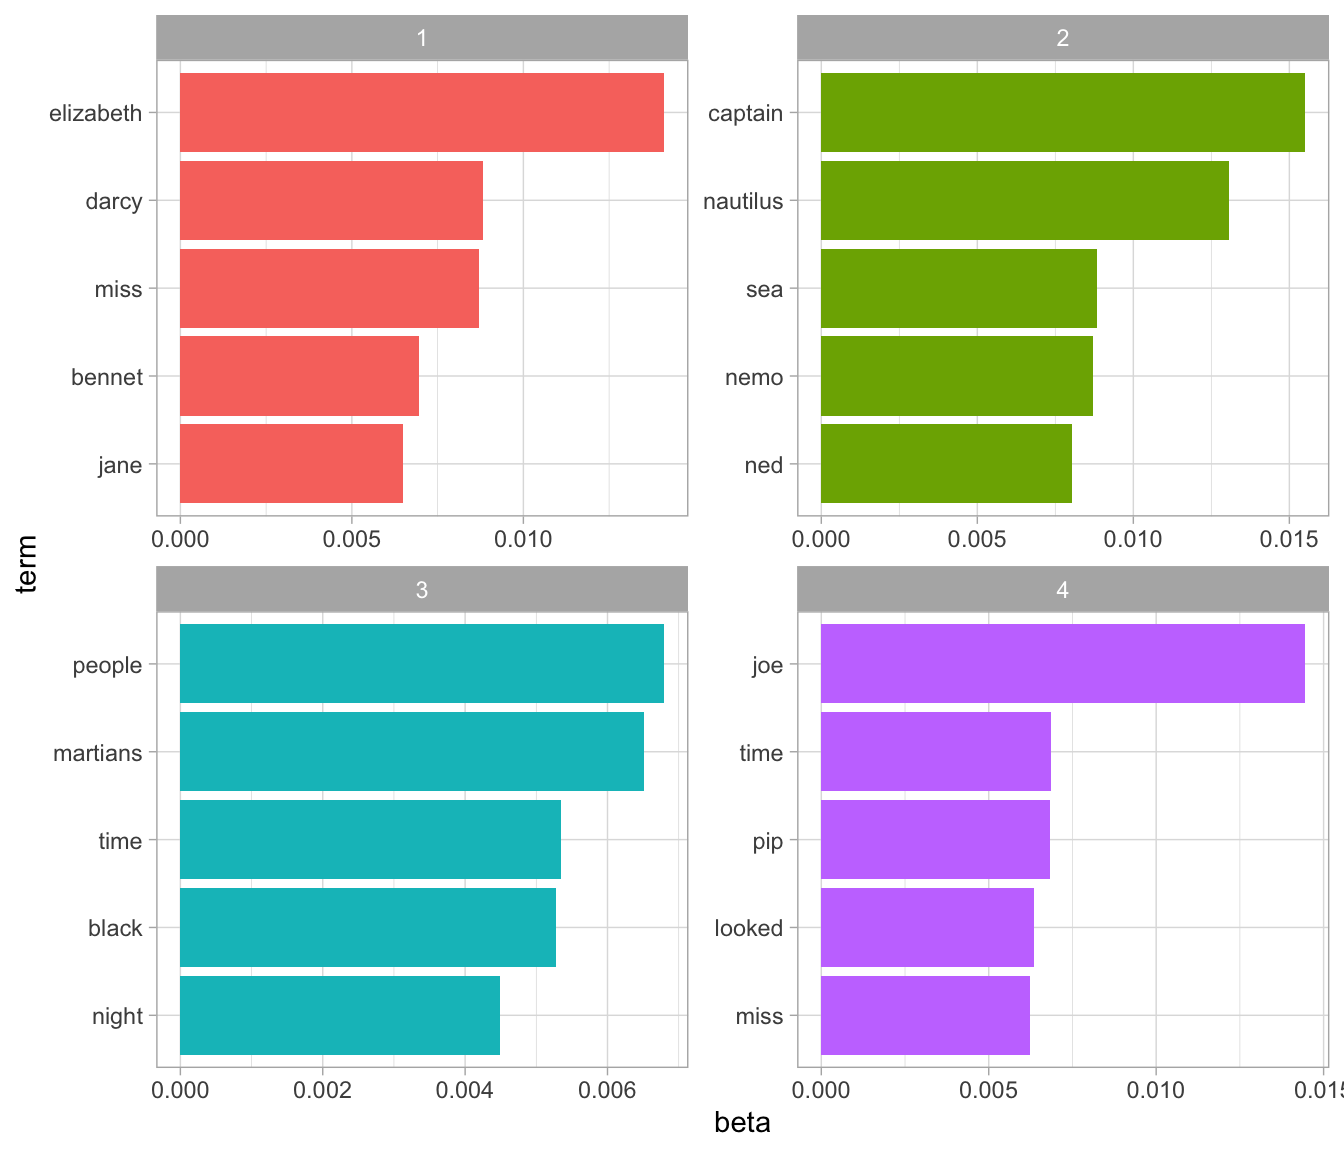 1
elizabeth
darcy
miss
bennet
jane
0.000 0.005 0.010
2
captain
nautilus
sea
nemo
ned
0.000 0.005 0.010 0.015
term
3
people
martians
time
black
night
0.000 0.002 0.004 0.006
4
joe
time
pip
looked
miss
0.000 0.005 0.010 0.015
beta